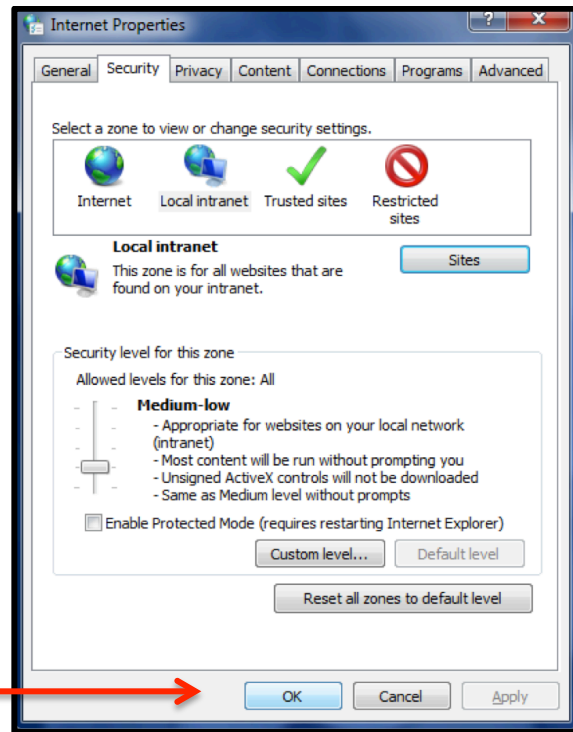 Internet Properties
?
X
General Security Privacy Content Connections Programs Advanced
Select a zone to view or change security settings.
Internet Local intranet Trusted sites Restricted
sites
Local intranet
Sites
This zone is for all websites that are
found on your intranet.
Security level for this zone
Allowed levels for this zone: All
Medium-low
- Appropriate for websites on your local network
(intranet)
- Most content will be run without prompting you
- Unsigned ActiveX controls will not be downloaded
- Same as Medium level without prompts
Enable Protected Mode (requires restarting Internet Explorer)
Custom level... Default level
Reset all zones to default level
OK Cancel Apply